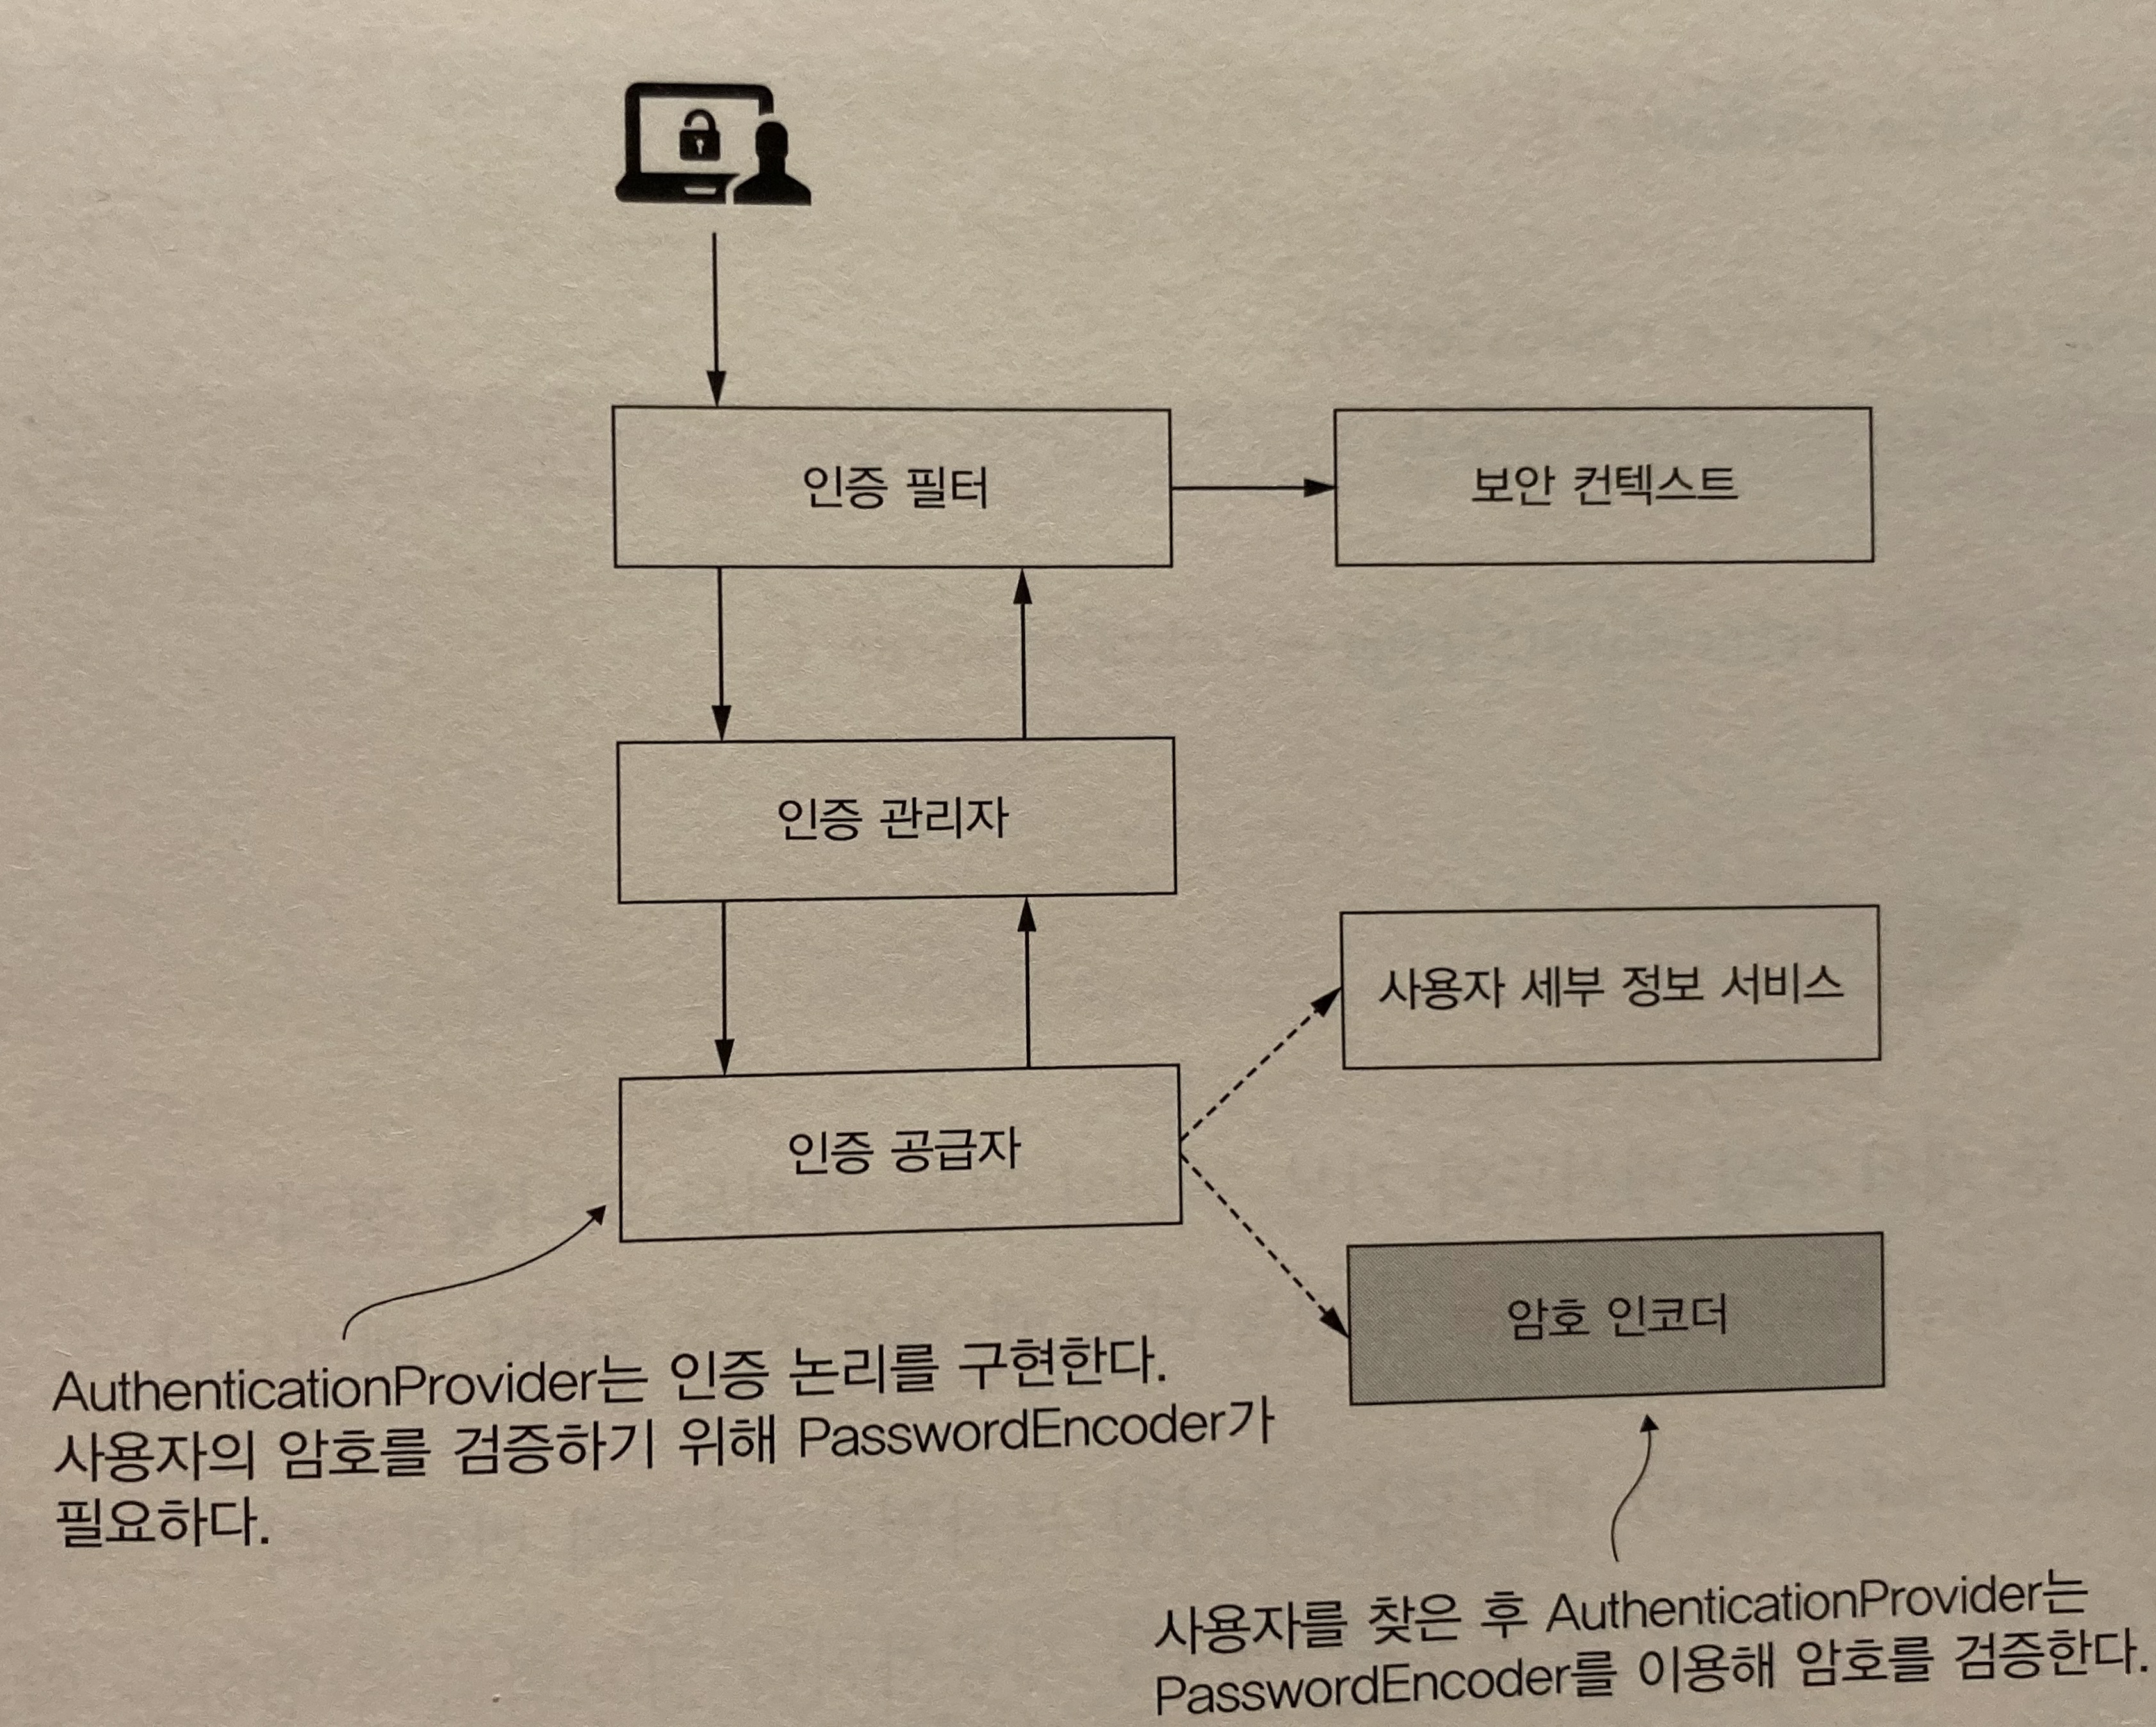 인증 필터
보안 컨텍스트
인증 관리자
사용자 세부 정보 서비스
인증 공급자
암호 인코더
AuthenticationProvider는 인증 논리를 구현한다.
사용자의 암호를 검증하기 위해 PasswordEncoder가
필요하다.
사용자를 찾은 후 AuthenticationProvider는
PasswordEncoder를 이용해 암호를 검증한다.